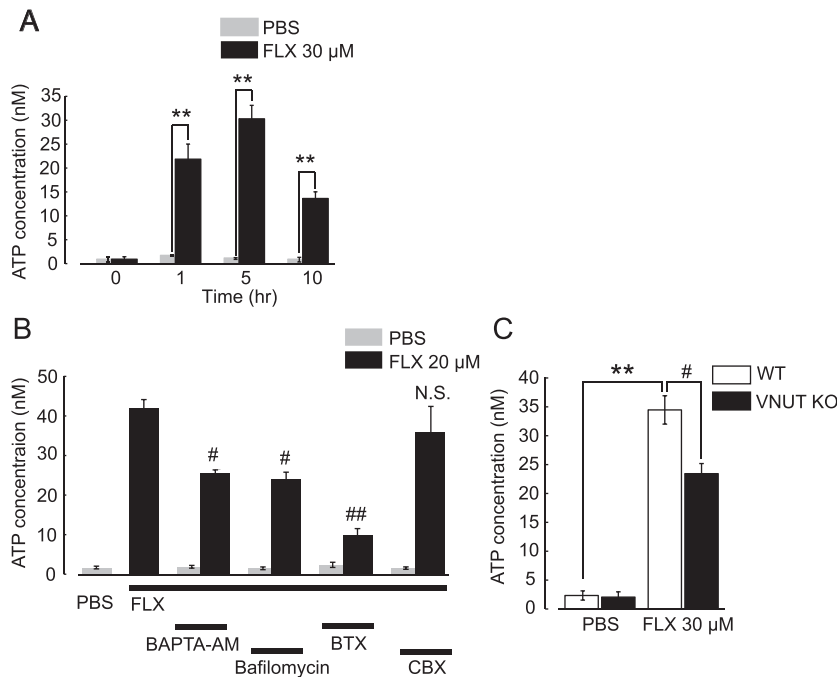 A
PBS
FLX 30 µM
ATP concentration (nM)
35
30
25
20
15
10
5
0
**
**
**
0 1 5 10
Time (hr)
B
PBS
FLX 20 µM
ATP concentraion (nM)
50
40
30
20
10
0
#
#
##
N.S.
PBS FLX
BAPTA-AM BTX
Bafilomycin CBX
C
WT
VNUT KO
ATP concentration (nM)
40
35
30
25
20
15
10
5
0
** #
PBS FLX 30 µM